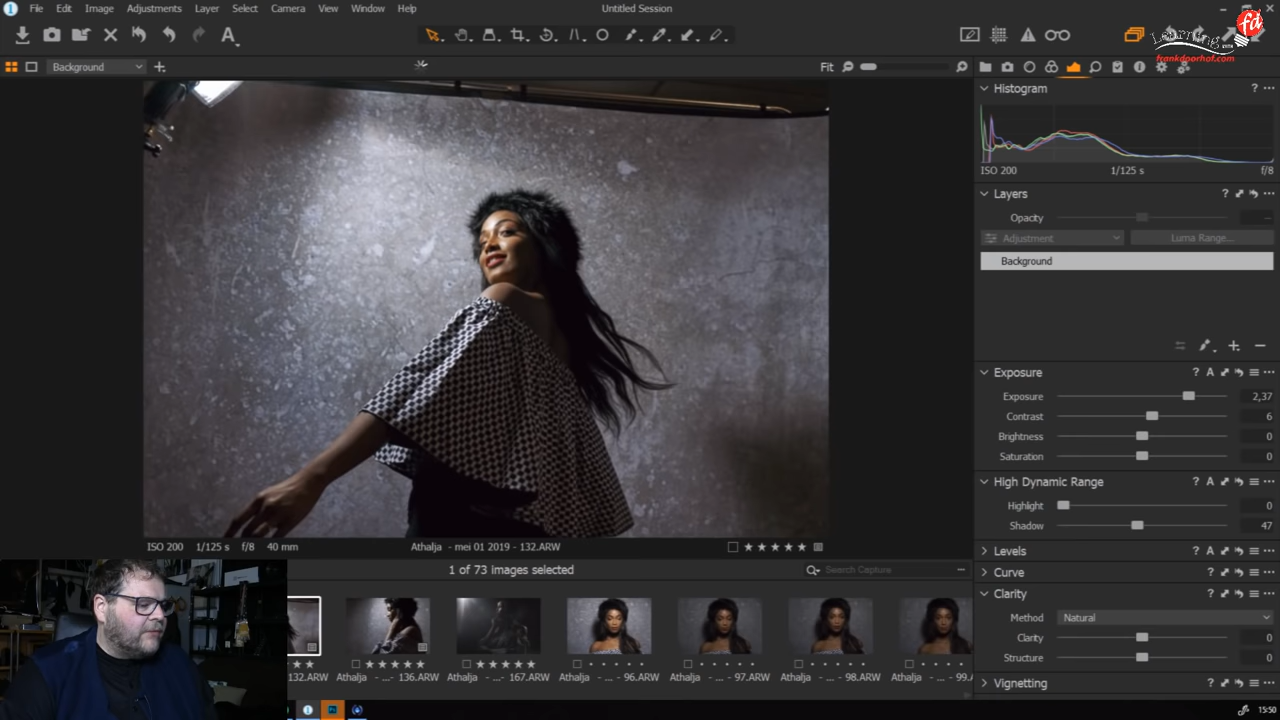 File Edit Image Adjustments Layer Select Camera View Window Help Untitled Session
A
Learning
fd
frankdoorhof.com
Background
Fit
Histogram
ISO 200 1/125 s f/8
Layers
Opacity
Adjustment Luma Range...
Background
Exposure
Exposure 2,37
Contrast 6
Brightness 0
Saturation 0
High Dynamic Range
Highlight 0
Shadow 47
Levels
Curve
Clarity
Method Natural
Clarity 0
Structure 0
Vignetting
ISO 200 1/125 s f/8 40 mm Athalja - mei 01 2019 - 132.ARW
1 of 73 images selected
Search Capture
132.ARW Athalja - ...- 136.ARW Athalja - ...- 167.ARW Athalja - ...- 96.ARW Athalja - ...- 97.ARW Athalja - ...- 98.ARW Athalja - ...- 99.
15:50